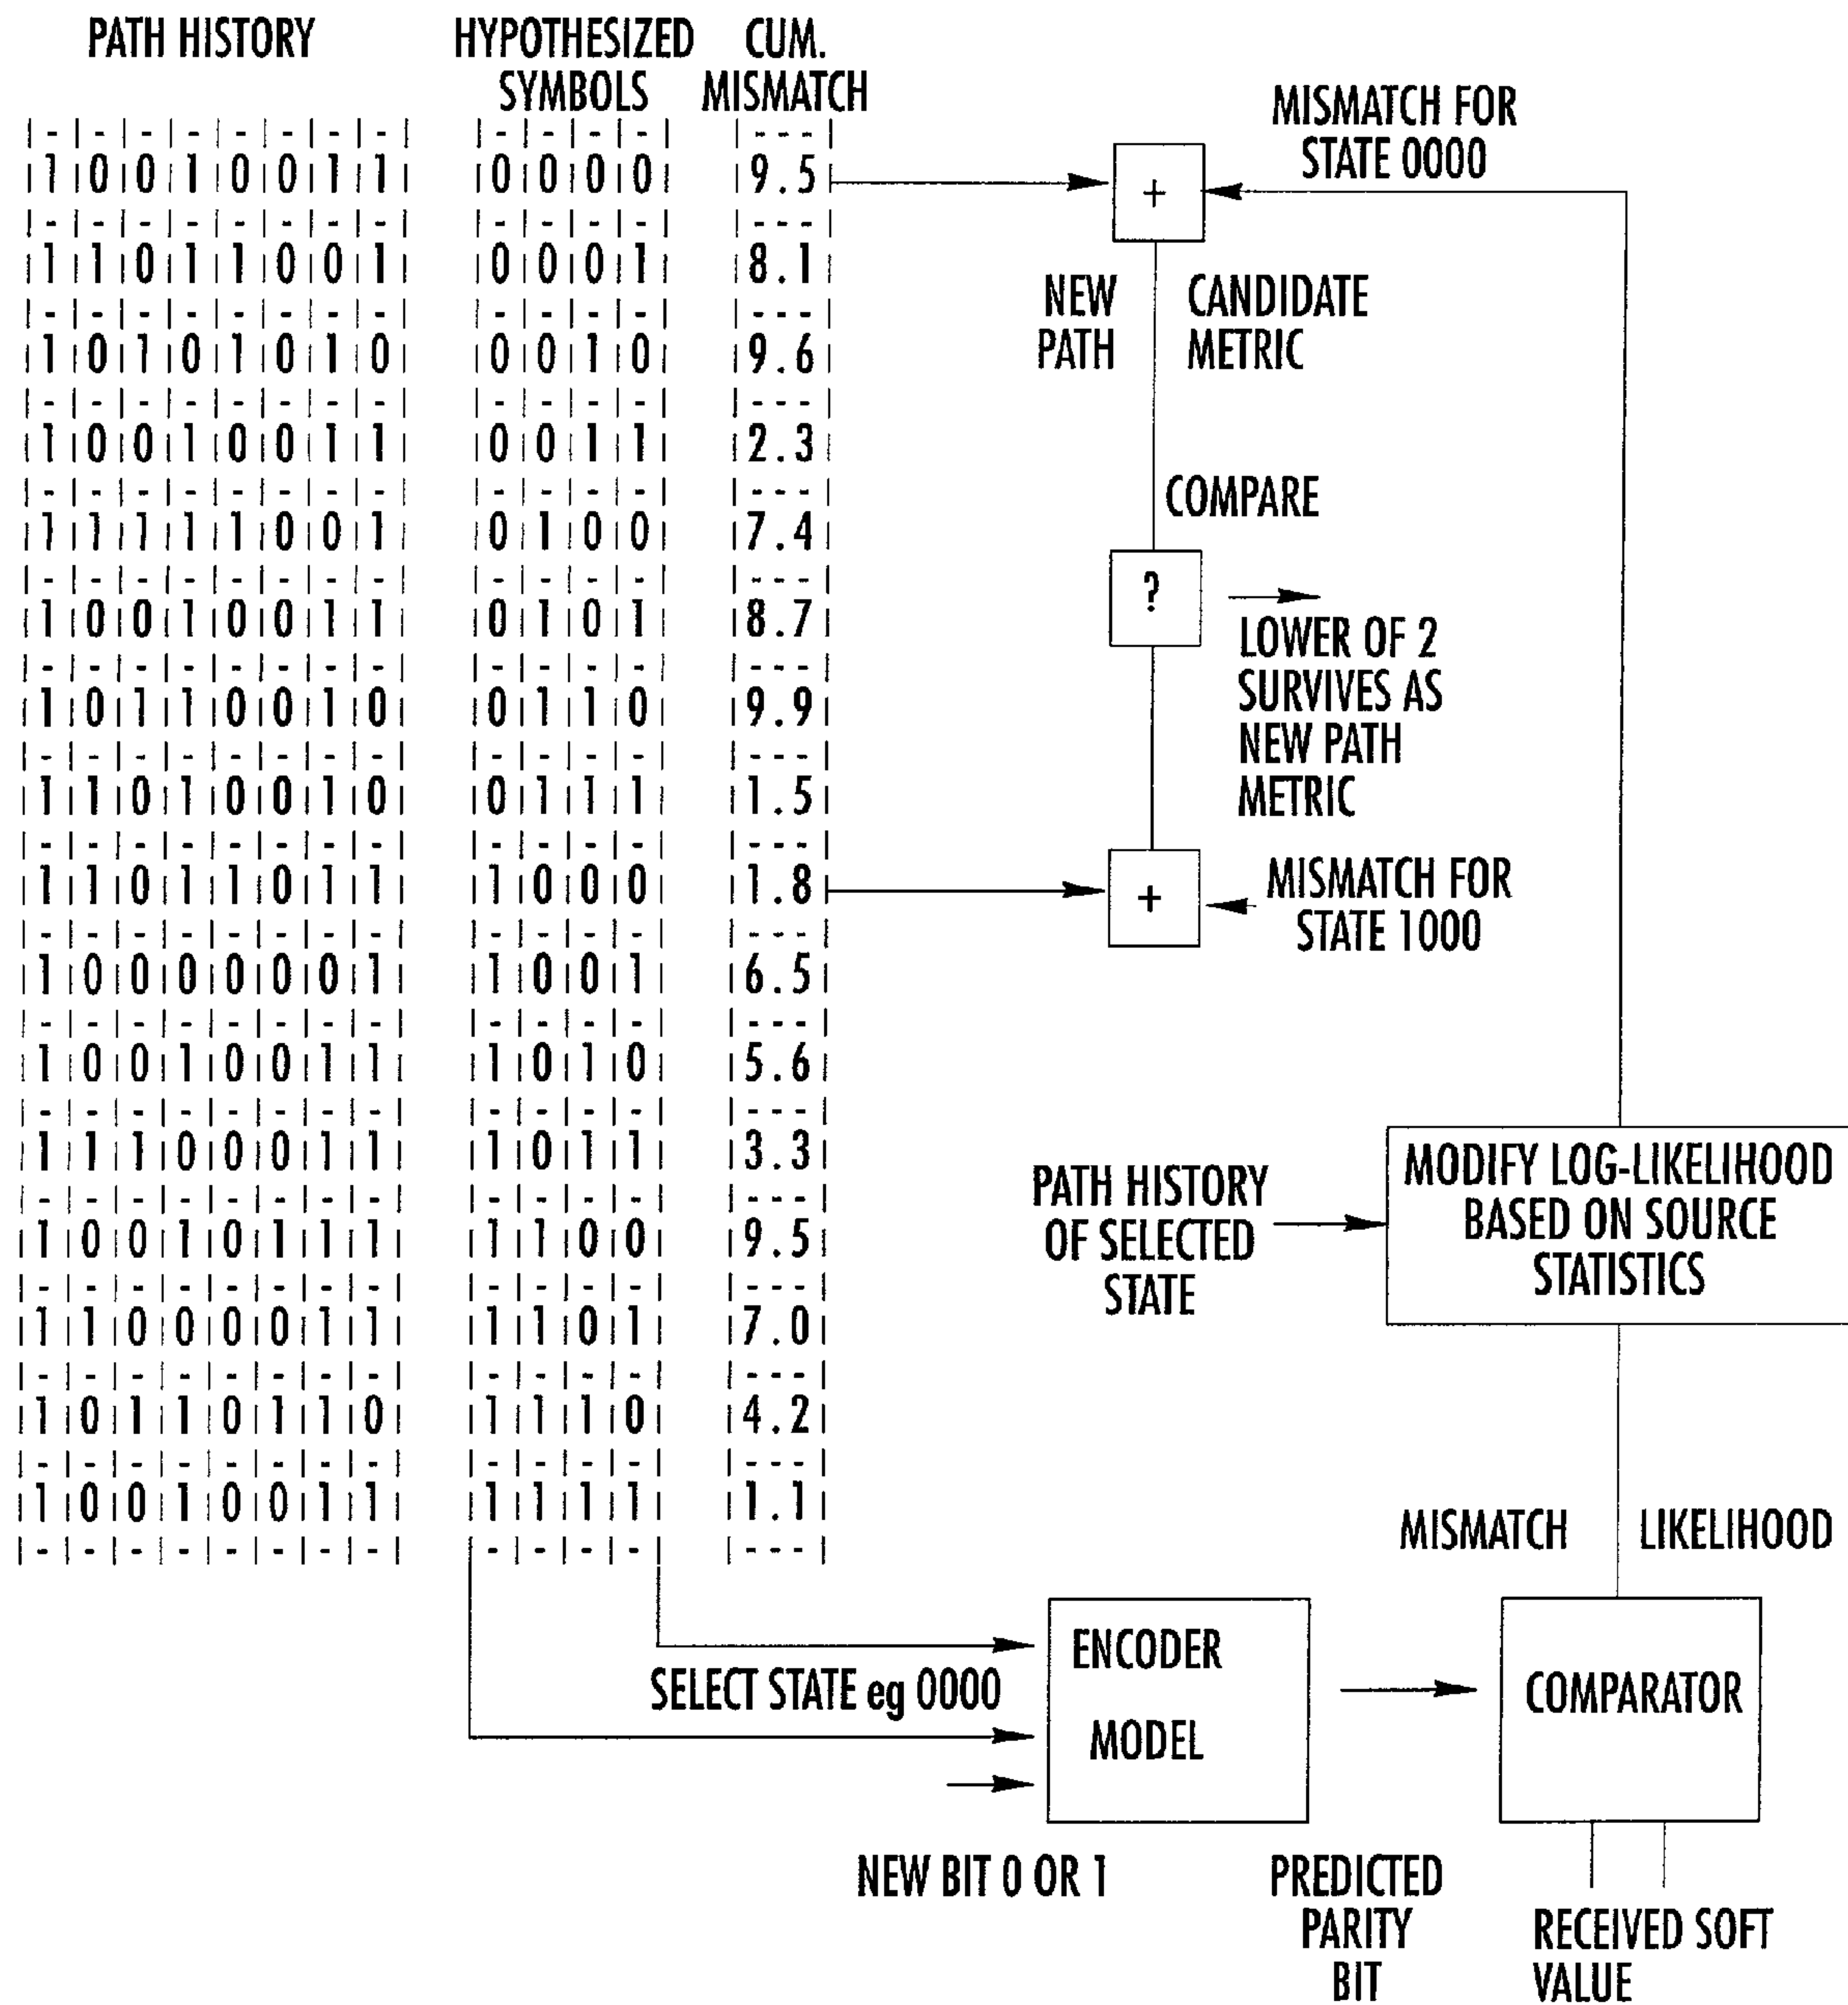 PATH HISTORY
HYPOTHESIZED
SYMBOLS
CUM.
MISMATCH
1 0 0 1 0 0 1 1 0 0 0 0 9.5
1 1 0 1 1 0 0 1 0 0 0 1 8.1
1 0 1 0 1 0 1 0 0 0 1 0 9.6
1 0 0 1 0 0 1 1 0 0 1 1 2.3
1 1 1 1 1 0 0 1 0 1 0 0 7.4
1 0 0 1 0 0 1 1 0 1 0 1 8.7
1 0 1 1 0 0 1 0 0 1 1 0 9.9
1 1 0 1 0 0 1 0 0 1 1 1 1.5
1 1 0 1 1 0 1 1 1 0 0 0 1.8
1 0 0 0 0 0 0 1 1 0 0 1 6.5
1 0 0 1 0 0 1 1 1 0 1 0 5.6
1 1 1 0 0 0 1 1 1 0 1 1 3.3
1 0 0 1 0 1 1 1 1 1 0 0 9.5
1 1 0 0 0 0 1 1 1 1 0 1 7.0
1 0 1 1 0 1 1 0 1 1 1 0 4.2
1 0 0 1 0 0 1 1 1 1 1 1 1.1
MISMATCH FOR
STATE 0000
+
NEW
PATH
CANDIDATE
METRIC
COMPARE
?
LOWER OF 2
SURVIVES AS
NEW PATH
METRIC
+
MISMATCH FOR
STATE 1000
PATH HISTORY
OF SELECTED
STATE
MODIFY LOG-LIKELIHOOD
BASED ON SOURCE
STATISTICS
MISMATCH LIKELIHOOD
SELECT STATE eg 0000
ENCODER
MODEL
COMPARATOR
NEW BIT 0 OR 1
PREDICTED
PARITY
BIT
RECEIVED SOFT
VALUE